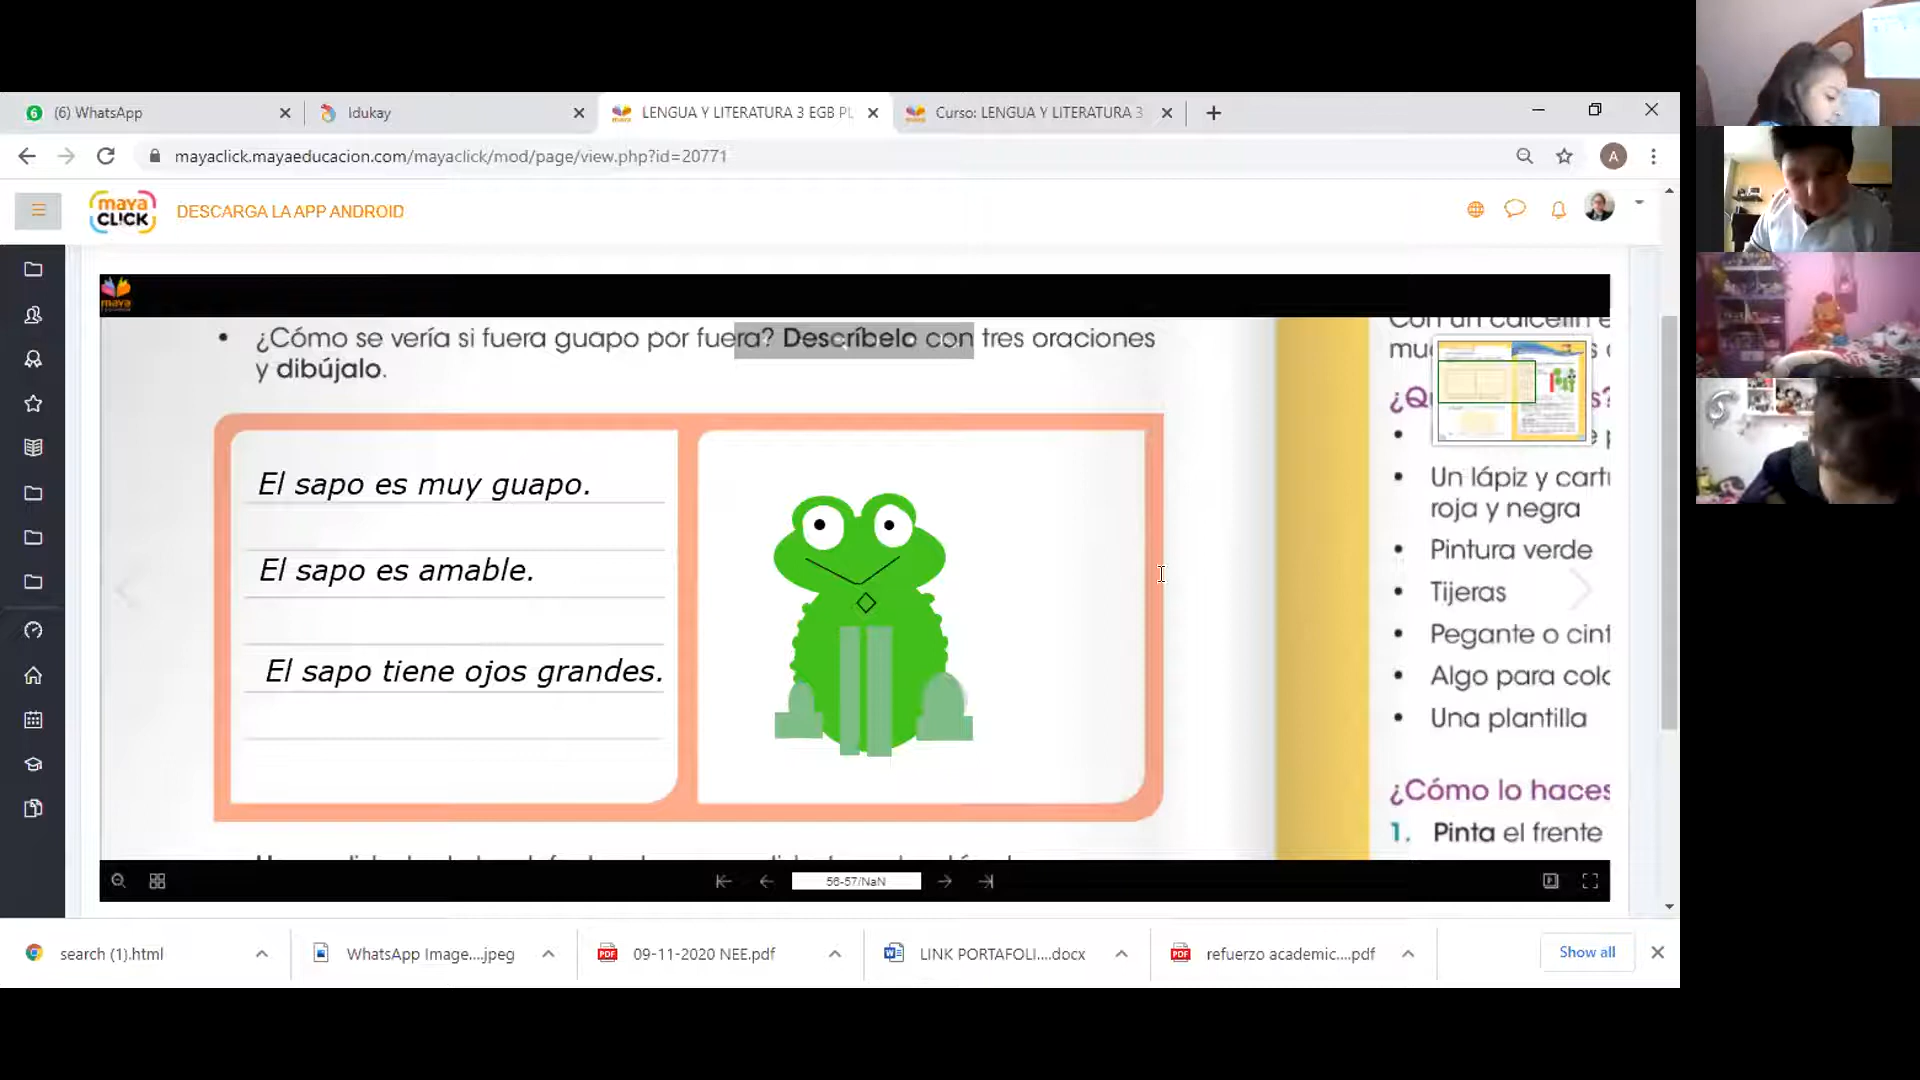 (6) WhatsApp
Idukay
LENGUA Y LITERATURA 3 EGB PL
Curso: LENGUA Y LITERATURA 3
mayaclick.mayaeducacion.com/mayaclick/mod/page/view.php?id=20771
A
maya
CLICK
DESCARGA LA APP ANDROID
maya
• ¿Cómo se vería si fuera guapo por fuera? Descríbelo con tres oraciones
y dibújalo.
El sapo es muy guapo.
El sapo es amable.
El sapo tiene ojos grandes.
• Un lápiz y cart
roja y negra
• Pintura verde
• Tijeras
• Pegante o cint
• Algo para colo
• Una plantilla
¿Cómo lo haces
1. Pinta el frente
56-57/NaN
search (1).html
WhatsApp Image....jpeg
09-11-2020 NEE.pdf
LINK PORTAFOLI....docx
refuerzo academic....pdf
Show all